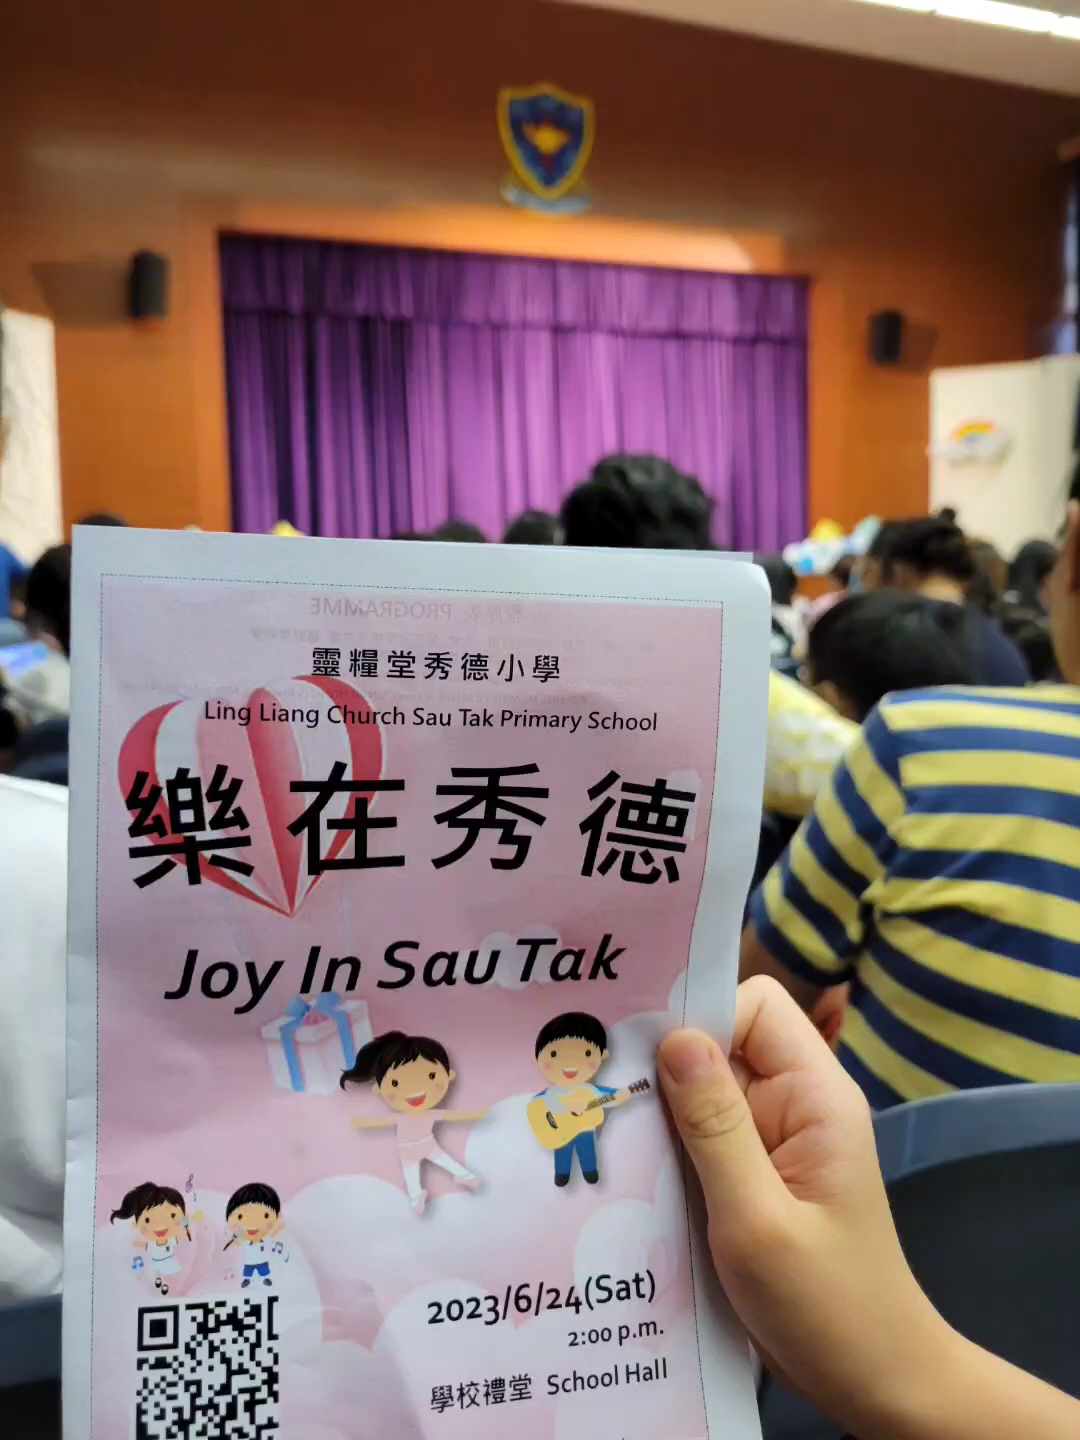 靈糧堂秀德小學
Ling Liang Church Sau Tak Primary School
樂在秀德
Joy In Sau Tak
2023/6/24(Sat)
2:00 p.m.
學校禮堂 School Hall